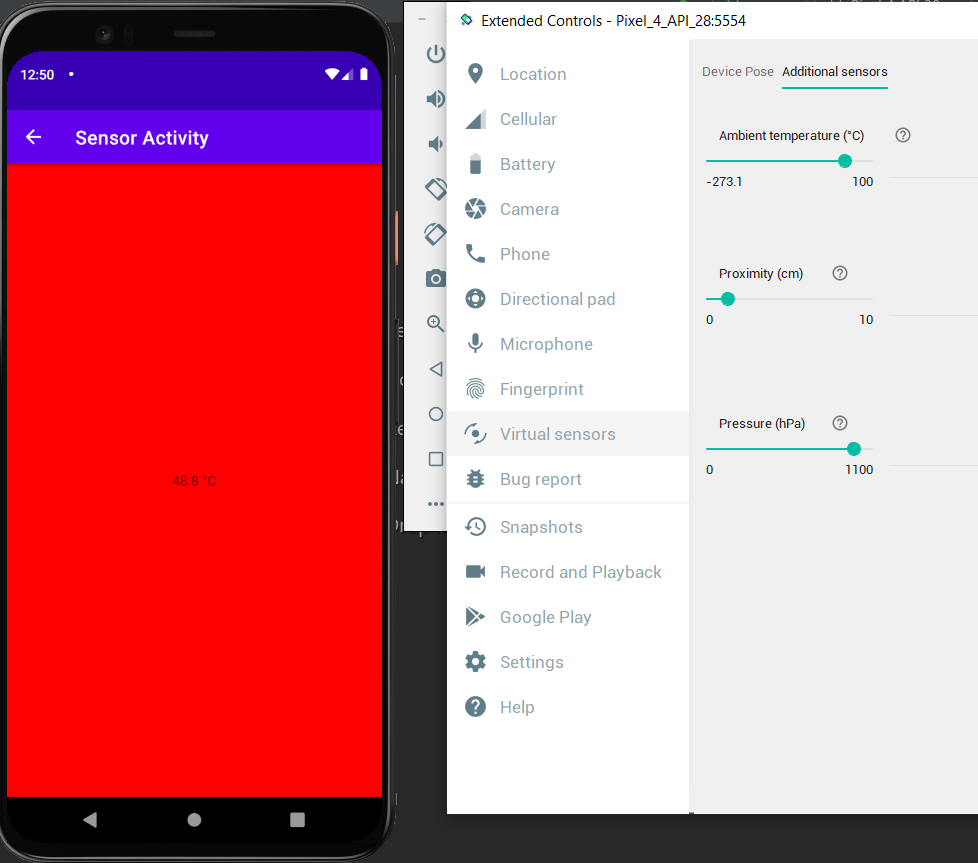 12:50
Sensor Activity
48.8 °C
Extended Controls - Pixel_4_API_28:5554
Location
Cellular
Battery
Camera
Phone
Directional pad
Microphone
Fingerprint
Virtual sensors
Bug report
Snapshots
Record and Playback
Google Play
Settings
Help
Device Pose Additional sensors
Ambient temperature (°C)
-273.1 100
Proximity (cm)
0 10
Pressure (hPa)
0 1100